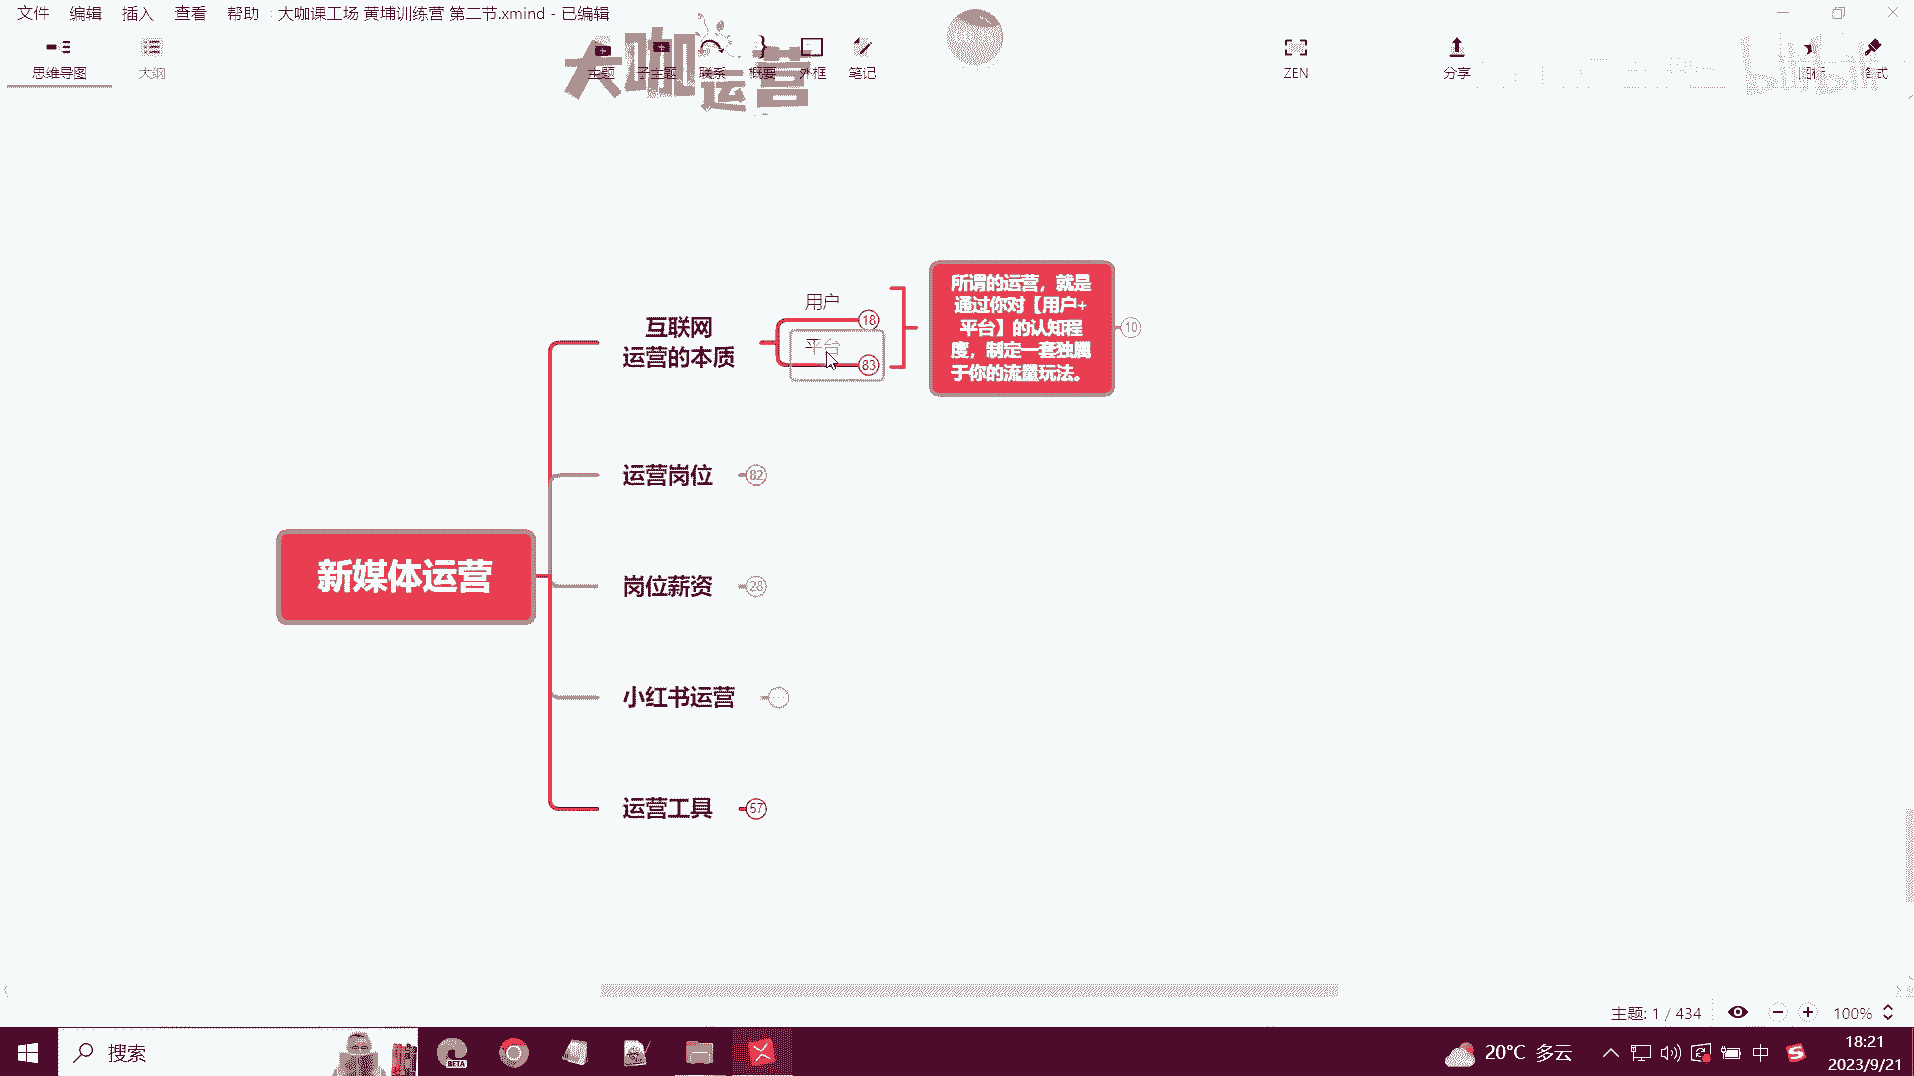 文件 编辑 插入 查看 帮助 大咖课工场 黄埔训练营 第二节.xmind - 已编辑
思维导图 大纲 主题 子主题 联系 概要 外框 笔记 ZEN 分享 图标 格式
大咖运营
bilibili
用户
18
平台
83
互联网
运营的本质
所谓的运营，就是
通过你对【用户+
平台】的认知程
度，制定一套独属
于你的流量玩法。
10
运营岗位
82
新媒体运营
岗位薪资
28
小红书运营
...
运营工具
57
主题: 1 / 434 100%
搜索
BETA
20°C 多云
中
18:21
2023/9/21